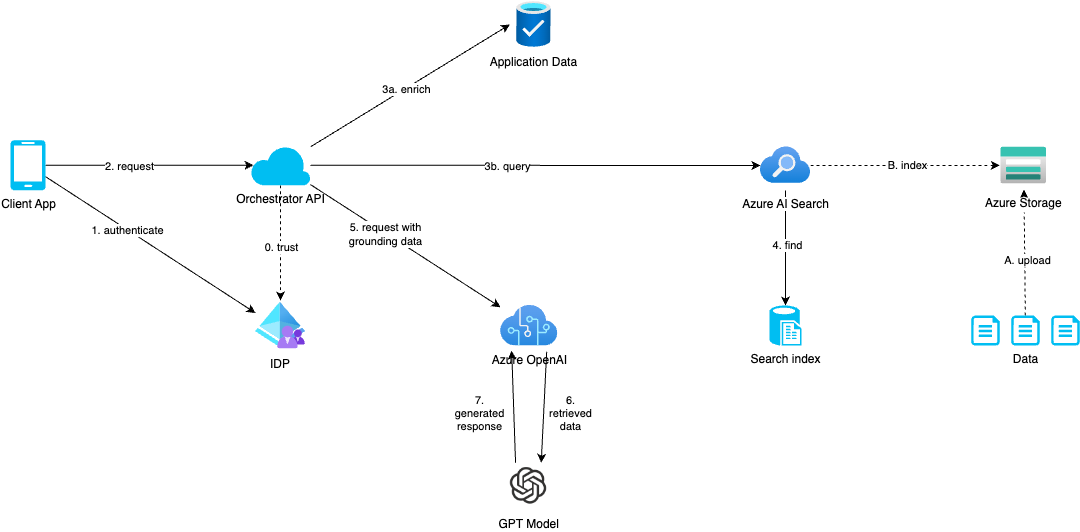 Application Data
3a. enrich
2. request
3b. query
B. index
Client App
Orchestrator API
Azure AI Search
Azure Storage
1. authenticate
5. request with
grounding data
0. trust
4. find
A. upload
IDP
Azure OpenAI
Search index
Data
7.
generated
response
6.
retrieved
data
GPT Model